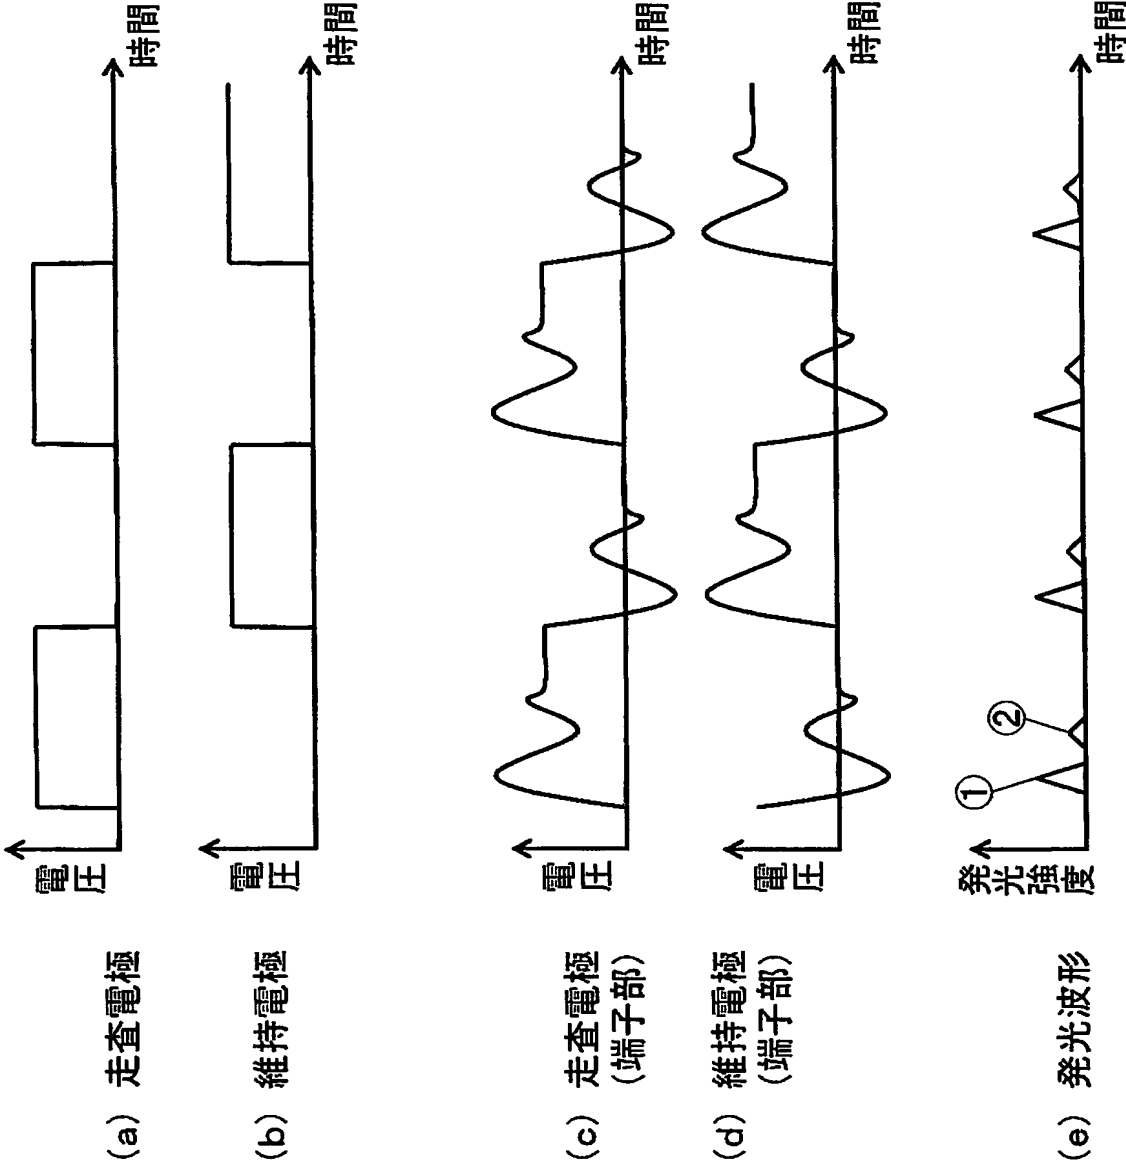 (a) 走査電極
電圧
時間
(b) 維持電極
電圧
時間
(c) 走査電極
(端子部)
電圧
時間
(d) 維持電極
(端子部)
電圧
時間
(e) 発光波形
発光強度
①
②
時間